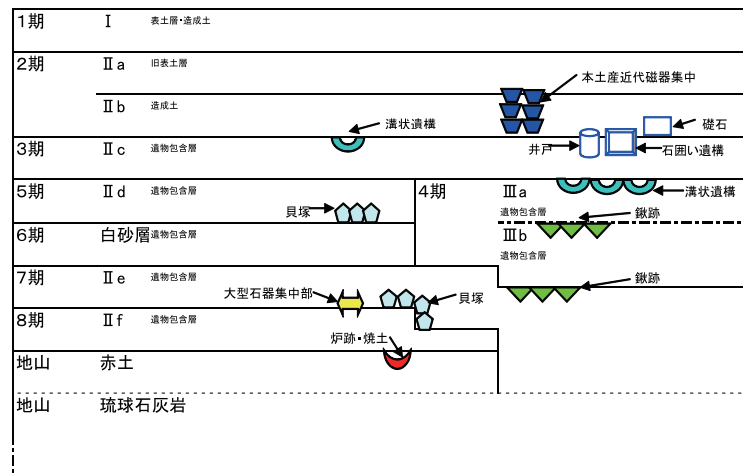 1期 Ⅰ 表土層・造成土
2期 Ⅱa 旧表土層
本土産近代磁器集中
Ⅱb 造成土
溝状遺構
礎石
3期 Ⅱc 遺物包含層
井戸
石囲い遺構
5期 Ⅱd 遺物包含層
4期 Ⅲa
溝状遺構
貝塚
遺物包含層
鍬跡
6期 白砂層 遺物包含層
Ⅲb
遺物包含層
7期 Ⅱe 遺物包含層
鍬跡
大型石器集中部
貝塚
8期 Ⅱf 遺物包含層
炉跡・焼土
地山 赤土
地山 琉球石灰岩